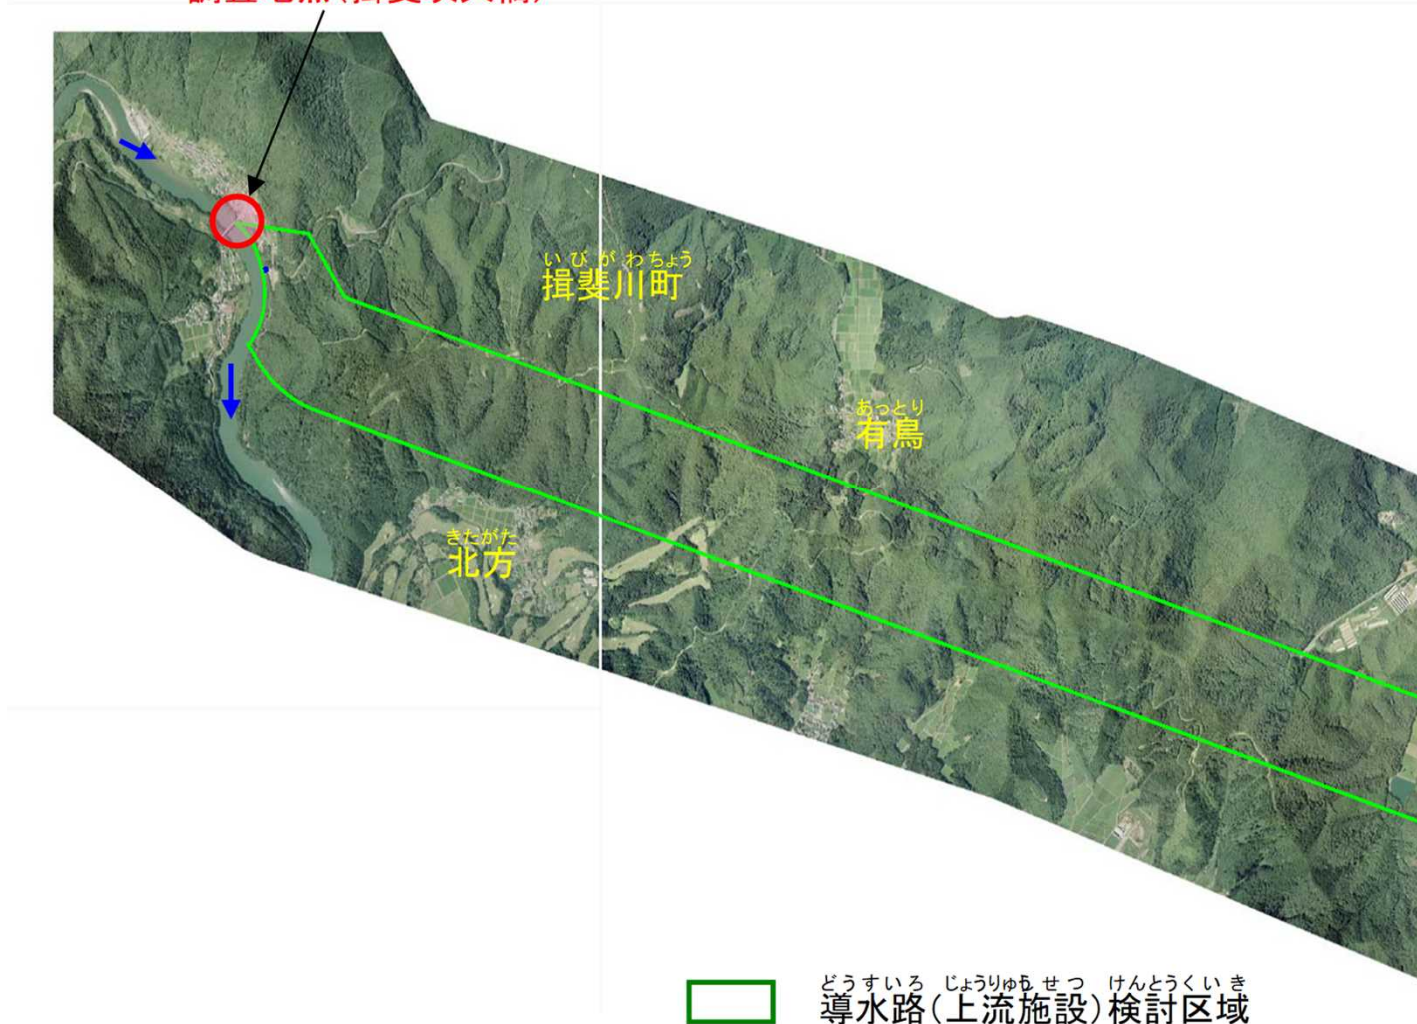 いびがわちょう
揖斐川町
あっとり
有鳥
きたがた
北方
どうすいろ じょうりゅう せつ けんとうくいき
導水路(上流施設)検討区域